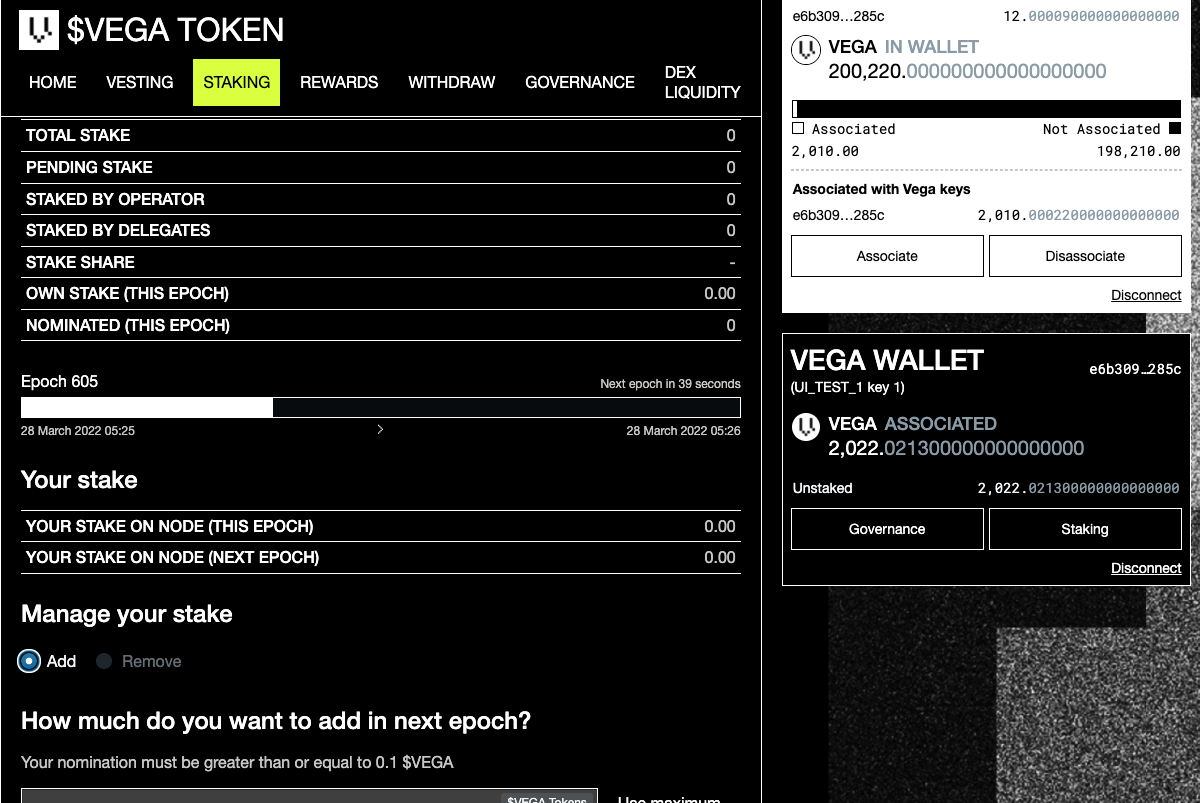 $VEGA TOKEN
HOME VESTING STAKING REWARDS WITHDRAW GOVERNANCE DEX LIQUIDITY
TOTAL STAKE 0
PENDING STAKE 0
STAKED BY OPERATOR 0
STAKED BY DELEGATES 0
STAKE SHARE -
OWN STAKE (THIS EPOCH) 0.00
NOMINATED (THIS EPOCH) 0
Epoch 605 Next epoch in 39 seconds
28 March 2022 05:25 28 March 2022 05:26
Your stake
YOUR STAKE ON NODE (THIS EPOCH) 0.00
YOUR STAKE ON NODE (NEXT EPOCH) 0.00
Manage your stake
Add Remove
How much do you want to add in next epoch?
Your nomination must be greater than or equal to 0.1 $VEGA
$VEGA Tokens Use maximum
e6b309…285c 12.000090000000000000
VEGA IN WALLET
200,220.000000000000000000
Associated Not Associated
2,010.00 198,210.00
Associated with Vega keys
e6b309…285c 2,010.000220000000000000
Associate Disassociate
Disconnect
VEGA WALLET e6b309…285c
(UI_TEST_1 key 1)
VEGA ASSOCIATED
2,022.021300000000000000
Unstaked 2,022.021300000000000000
Governance Staking
Disconnect